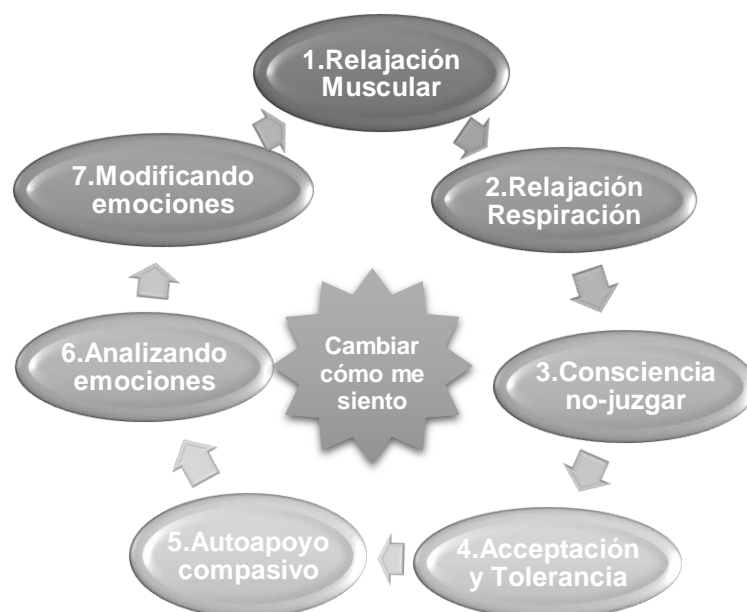 1.Relajación
Muscular
2.Relajación
Respiración
3.Consciencia
no-juzgar
4.Acceptación
y Tolerancia
5.Autoapoyo
compasivo
6.Analizando
emociones
7.Modificando
emociones
Cambiar
cómo me
siento